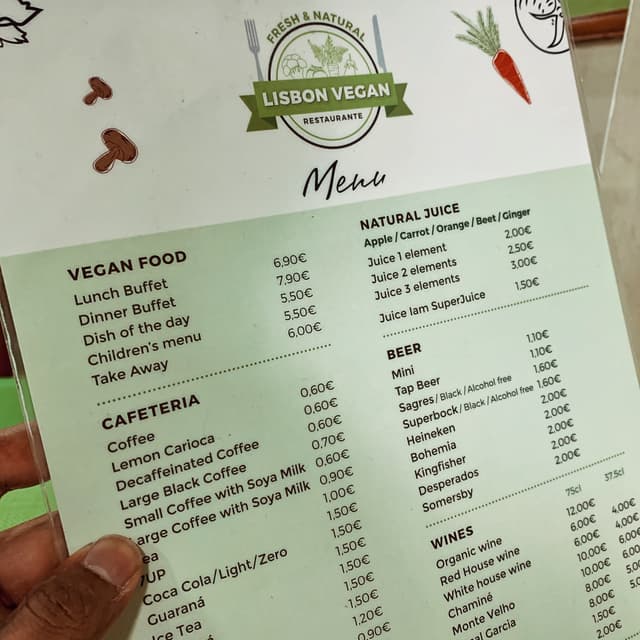 FRESH & NATURAL
LISBON VEGAN
RESTAURANTE
Menu
VEGAN FOOD
Lunch Buffet 6,90€
Dinner Buffet 7,90€
Dish of the day 5,50€
Children's menu 5,50€
Take Away 6,00€
CAFETERIA
Coffee 0,60€
Lemon Carioca 0,60€
Decaffeinated Coffee 0,60€
Large Black Coffee 0,70€
Small Coffee with Soya Milk 0,60€
Large Coffee with Soya Milk 0,90€
ea 1,00€
7UP 1,50€
Coca Cola/Light/Zero 1,50€
Guaraná 1,50€
Ice Tea 1,50€
1,50€
1,20€
0,90€
NATURAL JUICE
Apple / Carrot / Orange / Beet / Ginger
Juice 1 element 2,00€
Juice 2 elements 2,50€
Juice 3 elements 3,00€
Juice Iam SuperJuice 1,50€
BEER
Mini 1,10€
Tap Beer 1,10€
Sagres / Black / Alcohol free 1,60€
Superbock / Black / Alcohol free 1,60€
Heineken 2,00€
Bohemia 2,00€
Kingfisher 2,00€
Desperados 2,00€
Somersby 2,00€
WINES 75cl 37,5cl
Organic wine 12,00€
Red House wine 6,00€ 4,00€
White house wine 6,00€ 4,00€
Chaminé 10,00€ 6,00€
Monte Velho 10,00€ 6,00
al Garcia 8,00€